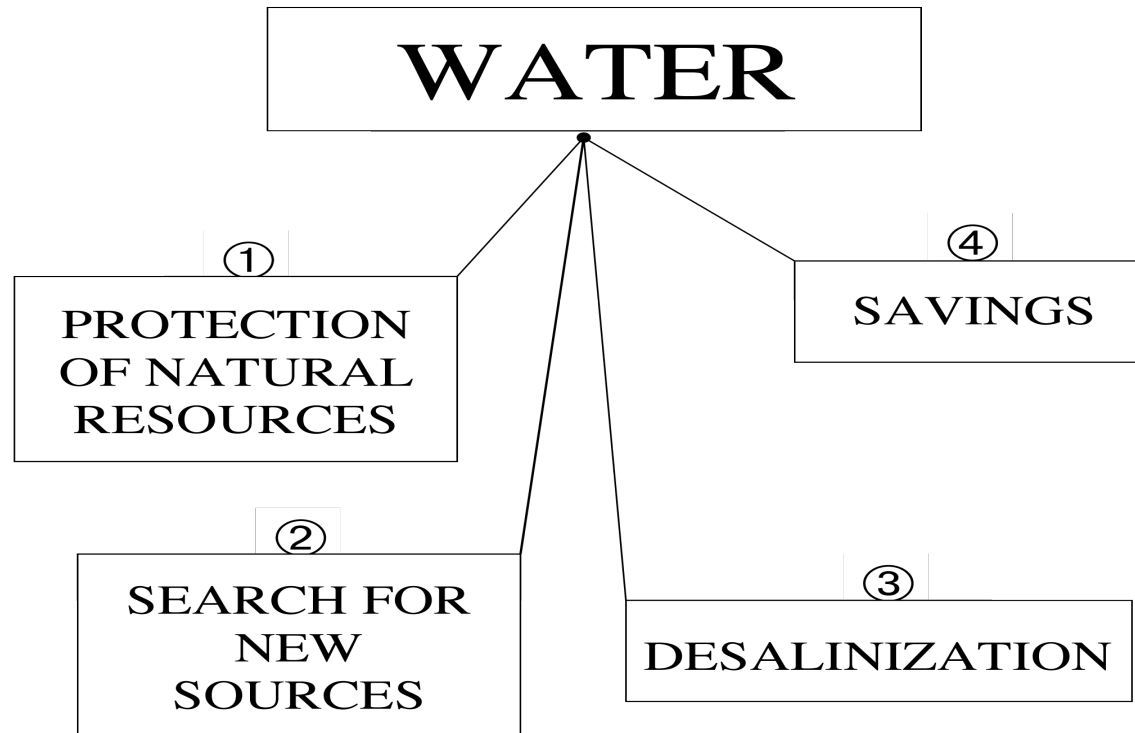 WATER
①
PROTECTION
OF NATURAL
RESOURCES
②
SEARCH FOR
NEW
SOURCES
③
DESALINIZATION
④
SAVINGS